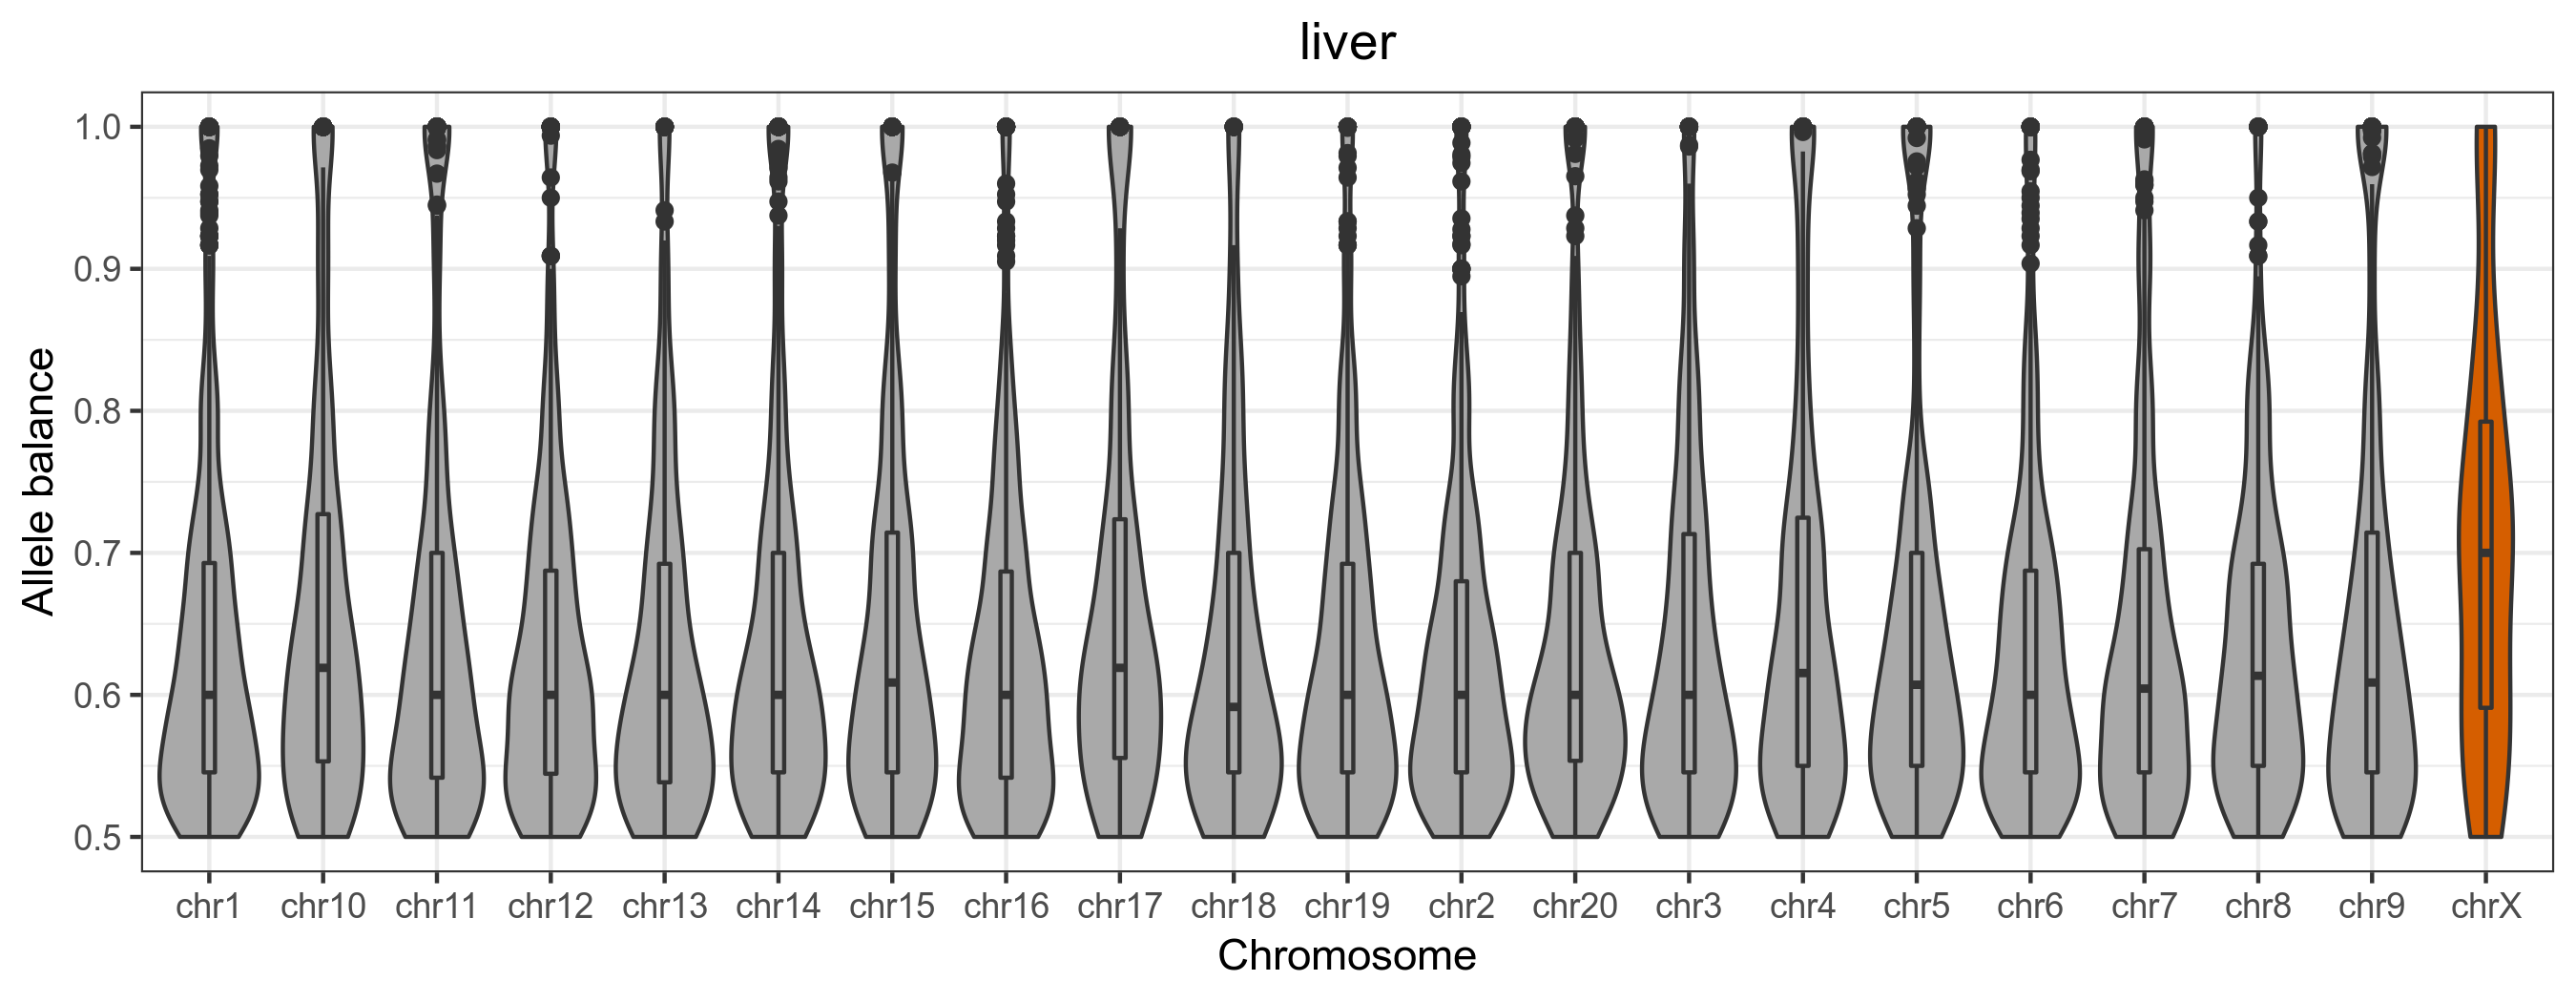 liver
Allele balance
1.0
0.9
0.8
0.7
0.6
0.5
chr1 chr10 chr11 chr12 chr13 chr14 chr15 chr16 chr17 chr18 chr19 chr2 chr20 chr3 chr4 chr5 chr6 chr7 chr8 chr9 chrX
Chromosome